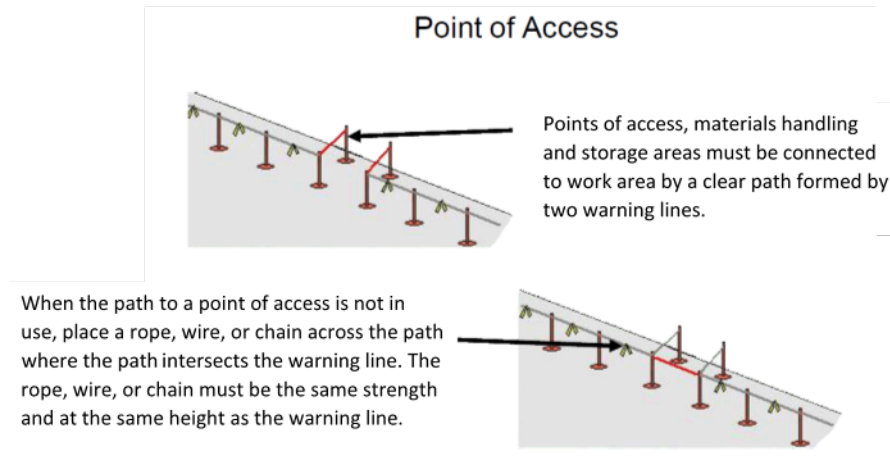 Point of Access
Points of access, materials handling
and storage areas must be connected
to work area by a clear path formed by
two warning lines.
When the path to a point of access is not in
use, place a rope, wire, or chain across the path
where the path intersects the warning line. The
rope, wire, or chain must be the same strength
and at the same height as the warning line.